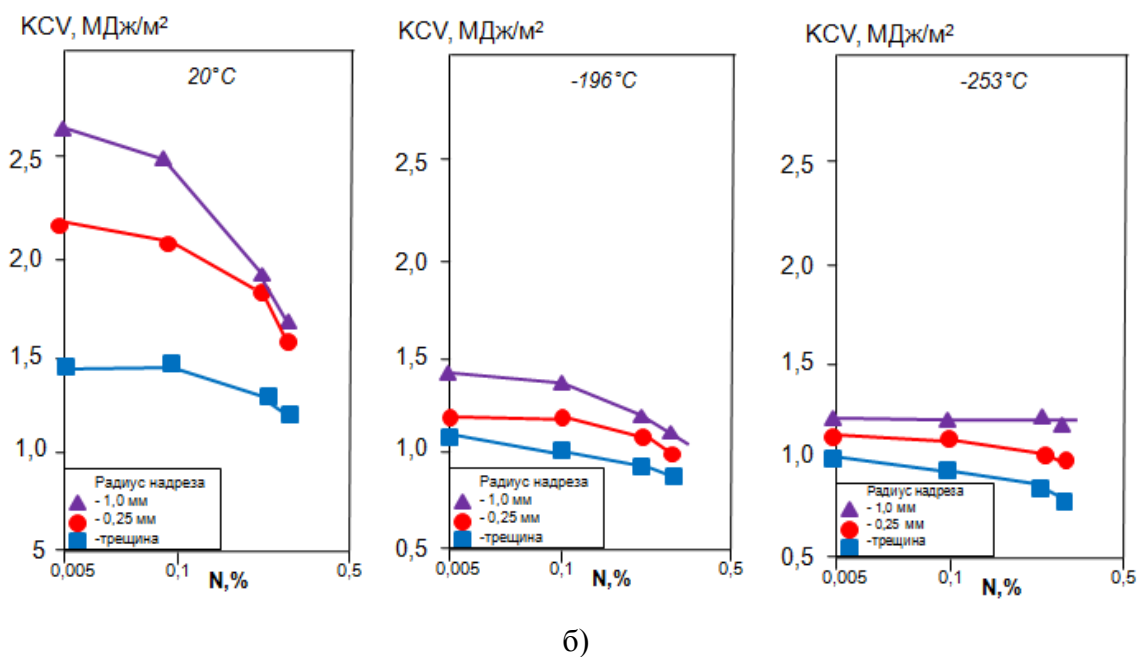 KCV, МДж/м²
20°C
2,5
2,0
1,5
1,0
5
Радиус надреза
- 1,0 мм
- 0,25 мм
-трещина
0,005
0,1
0,5
N,%
KCV, МДж/м²
-196°C
2,5
2,0
1,5
1,0
0,5
Радиус надреза
- 1,0 мм
- 0,25 мм
-трещина
0,005
0,1
0,5
N,%
KCV, МДж/м²
-253°C
2,5
2,0
1,5
1,0
0,5
Радиус надреза
- 1,0 мм
- 0,25 мм
-трещина
0,005
0,1
0,5
N,%
б)